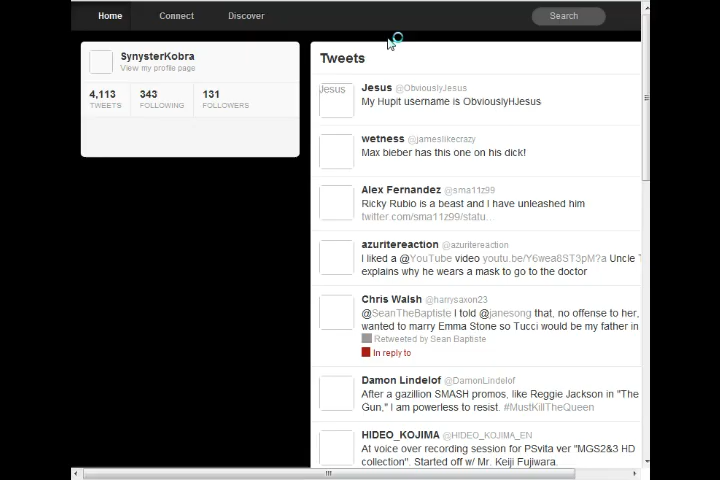 Home Connect Discover Search
SynysterKobra
View my profile page
4,113 343 131
TWEETS FOLLOWING FOLLOWERS
Tweets
Jesus
Jesus @ObviouslyJesus
My Hupit username is ObviouslyHJesus
wetness @jameslikecrazy
Max bieber has this one on his dick!
Alex Fernandez @sma11z99
Ricky Rubio is a beast and I have unleashed him
twitter.com/sma11z99/statu...
azuritereaction @azuritereaction
I liked a @YouTube video youtu.be/Y6wea8ST3pM?a Uncle
explains why he wears a mask to go to the doctor
Chris Walsh @harrysaxon23
@SeanTheBaptiste I told @janesong that, no offense to her,
wanted to marry Emma Stone so Tucci would be my father in
Retweeted by Sean Baptiste
In reply to
Damon Lindelof @DamonLindelof
After a gazillion SMASH promos, like Reggie Jackson in "The
Gun," I am powerless to resist. #MustKillTheQueen
HIDEO_KOJIMA @HIDEO_KOJIMA_EN
At voice over recording session for PSvita ver "MGS2&3 HD
collection". Started off w/ Mr. Keiji Fujiwara.